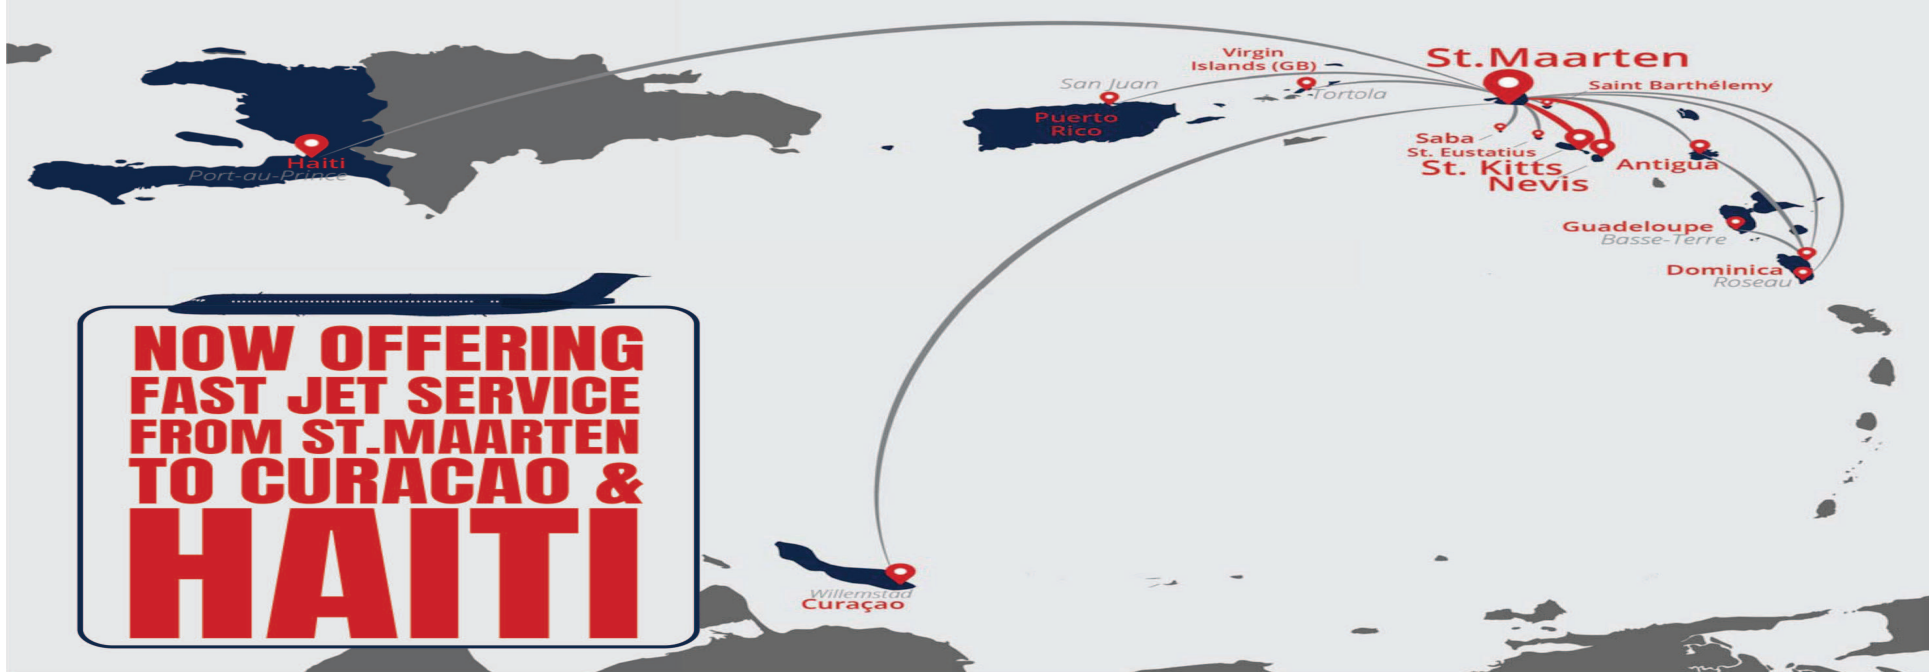 Virgin
Islands (GB)
San Juan
Tortola
Puerto
Rico
St.Maarten
Saint Barthélemy
Saba
St. Eustatius
St. Kitts
Nevis
Antigua
Haiti
Port-au-Prince
Guadeloupe
Basse-Terre
Dominica
Roseau
NOW OFFERING
FAST JET SERVICE
FROM ST.MAARTEN
TO CURACAO &
HAITI
Willemstad
Curaçao